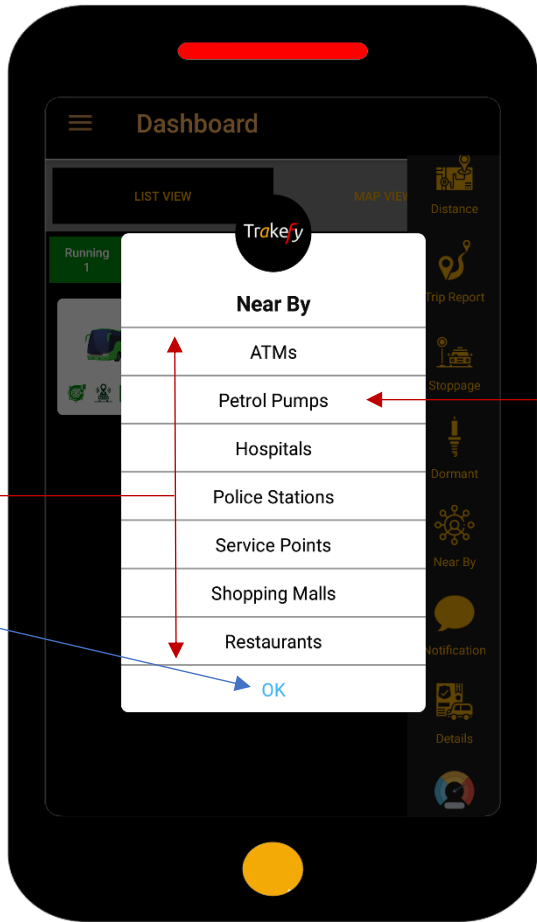 Dashboard
LIST VIEW
MAP VIEW
Distance
Trakefy
Running
1
Near By
Trip Report
ATMs
Stoppage
Petrol Pumps
Hospitals
Dormant
Police Stations
Service Points
Near By
Shopping Malls
Restaurants
Notification
OK
Details